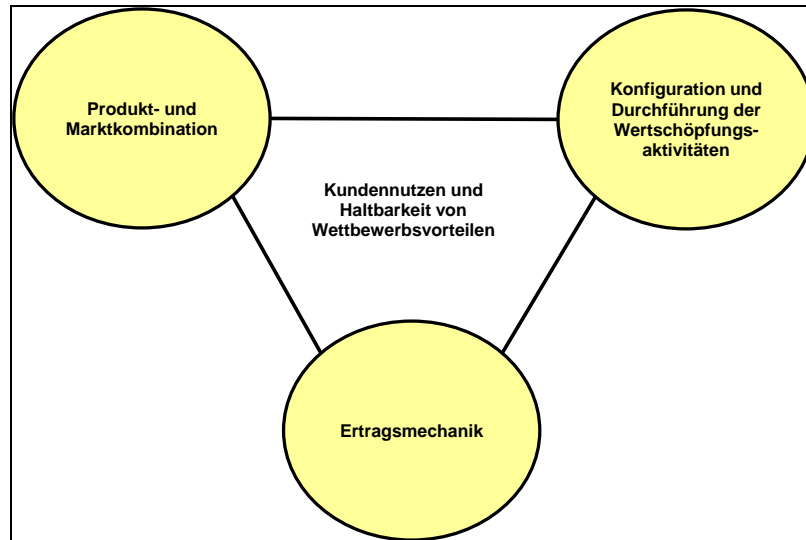 Produkt- und
Marktkombination
Konfiguration und
Durchführung der
Wertschöpfungs-
aktivitäten
Kundennutzen und
Haltbarkeit von
Wettbewerbsvorteilen
Ertragsmechanik